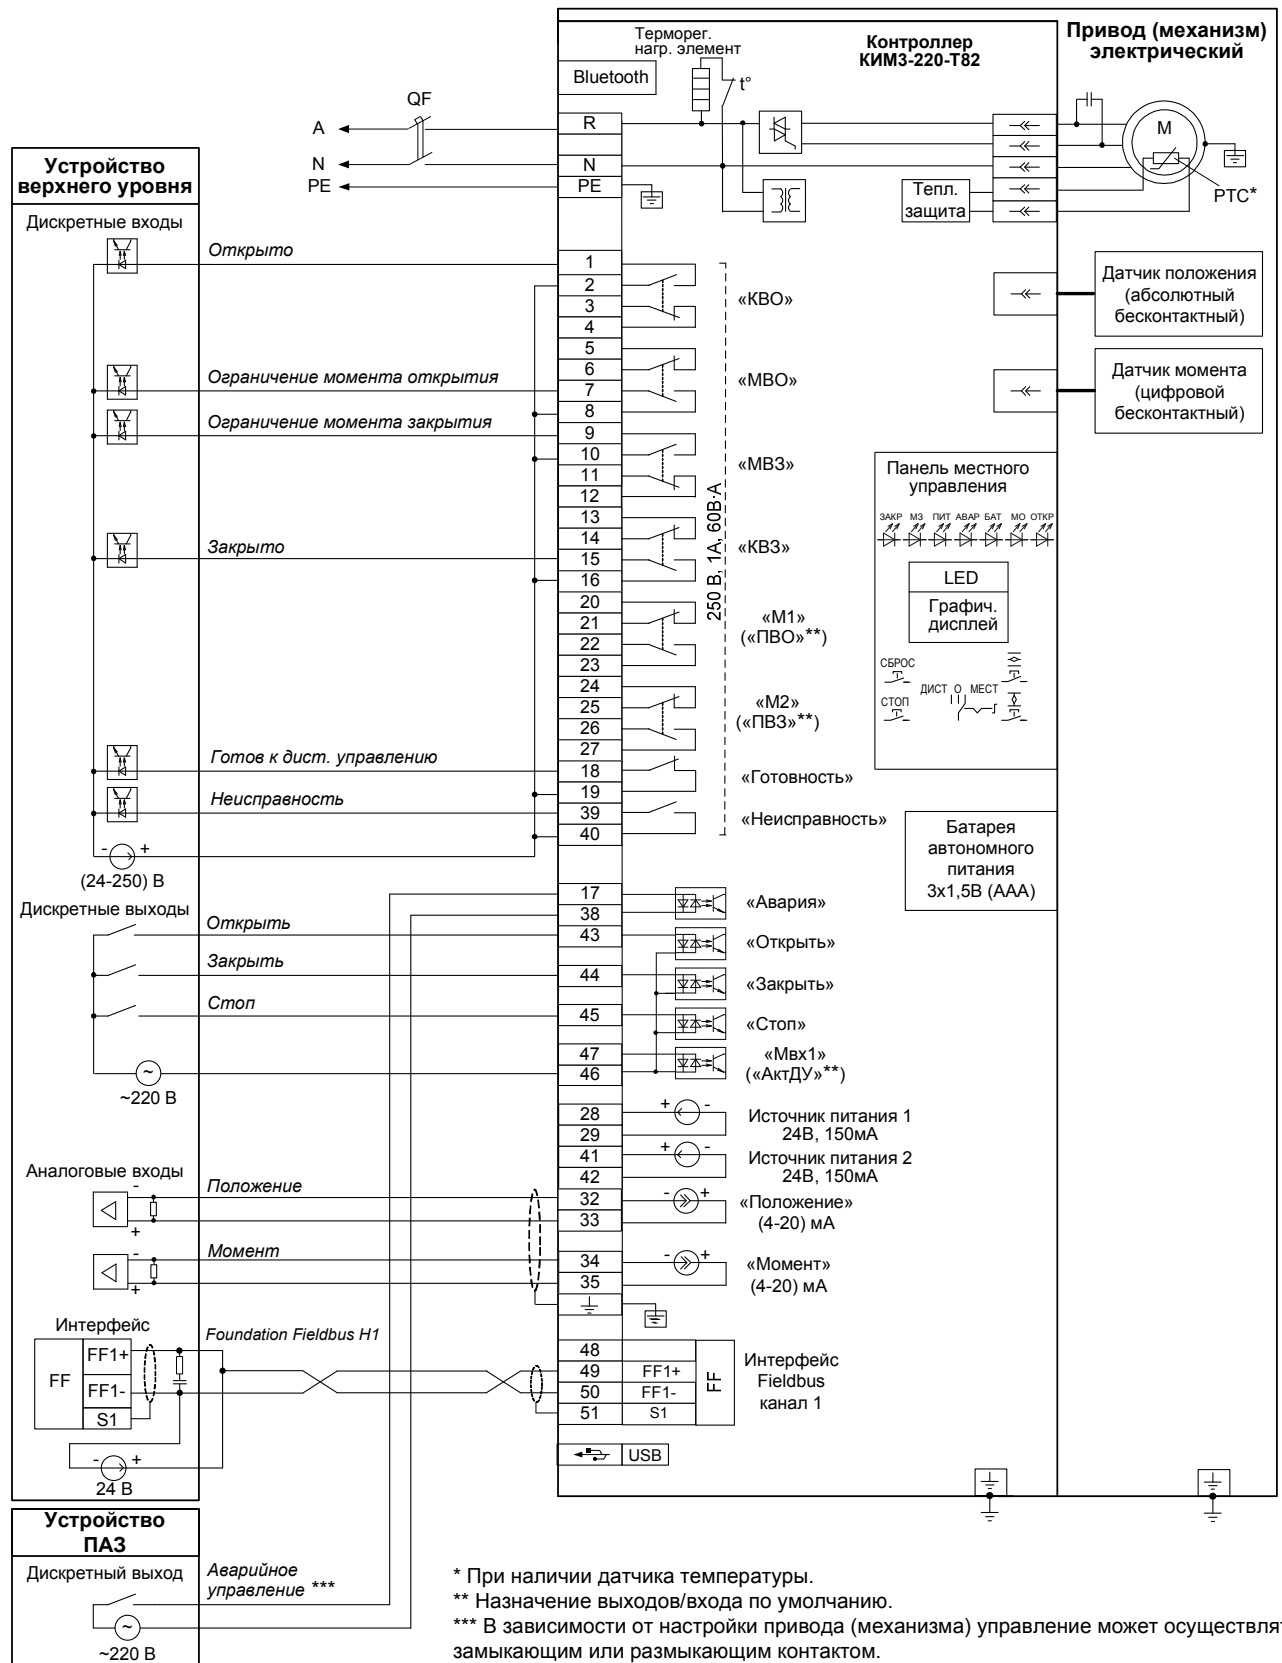 Привод (механизм)
электрический
Контроллер
КИМ3-220-Т82
Терморег.
нагр. элемент
Bluetooth
t°
QF
A
N
PE
R
N
PE
M
Тепл.
защита
PTC*
Устройство
верхнего уровня
Дискретные входы
Открыто
Ограничение момента открытия
Ограничение момента закрытия
Закрыто
Готов к дист. управлению
Неисправность
- +
(24-250) В
Дискретные выходы
Открыть
Закрыть
Стоп
~
~220 В
Аналоговые входы
Положение
-
+
Момент
-
+
Интерфейс
Foundation Fieldbus H1
FF
FF1+
FF1-
S1
- +
24 В
Устройство
ПАЗ
Дискретный выход
Аварийное
управление ***
~
~220 В
1
2
3
4
5
6
7
8
9
10
11
12
13
14
15
16
20
21
22
23
24
25
26
27
18
19
39
40
17
38
43
44
45
47
46
28
29
41
42
32
33
34
35
48
49
50
51
«КВО»
«МВО»
«МВЗ»
«КВЗ»
«М1»
(«ПВО»**)
«М2»
(«ПВЗ»**)
«Готовность»
«Неисправность»
250 В, 1А, 60В·А
«Авария»
«Открыть»
«Закрыть»
«Стоп»
«Мвх1»
(«АктДУ»**)
+ -
Источник питания 1
24В, 150мА
+ -
Источник питания 2
24В, 150мА
- +
«Положение»
(4-20) мА
- +
«Момент»
(4-20) мА
FF1+
FF1-
S1
FF
Интерфейс
Fieldbus
канал 1
USB
Датчик положения
(абсолютный
бесконтактный)
Датчик момента
(цифровой
бесконтактный)
Панель местного
управления
ЗАКР МЗ ПИТ АВАР БАТ МО ОТКР
LED
Графич.
дисплей
СБРОС
СТОП
ДИСТ О МЕСТ
Батарея
автономного
питания
3х1,5В (ААА)
* При наличии датчика температуры.
** Назначение выходов/входа по умолчанию.
*** В зависимости от настройки привода (механизма) управление может осуществлят
замыкающим или размыкающим контактом.